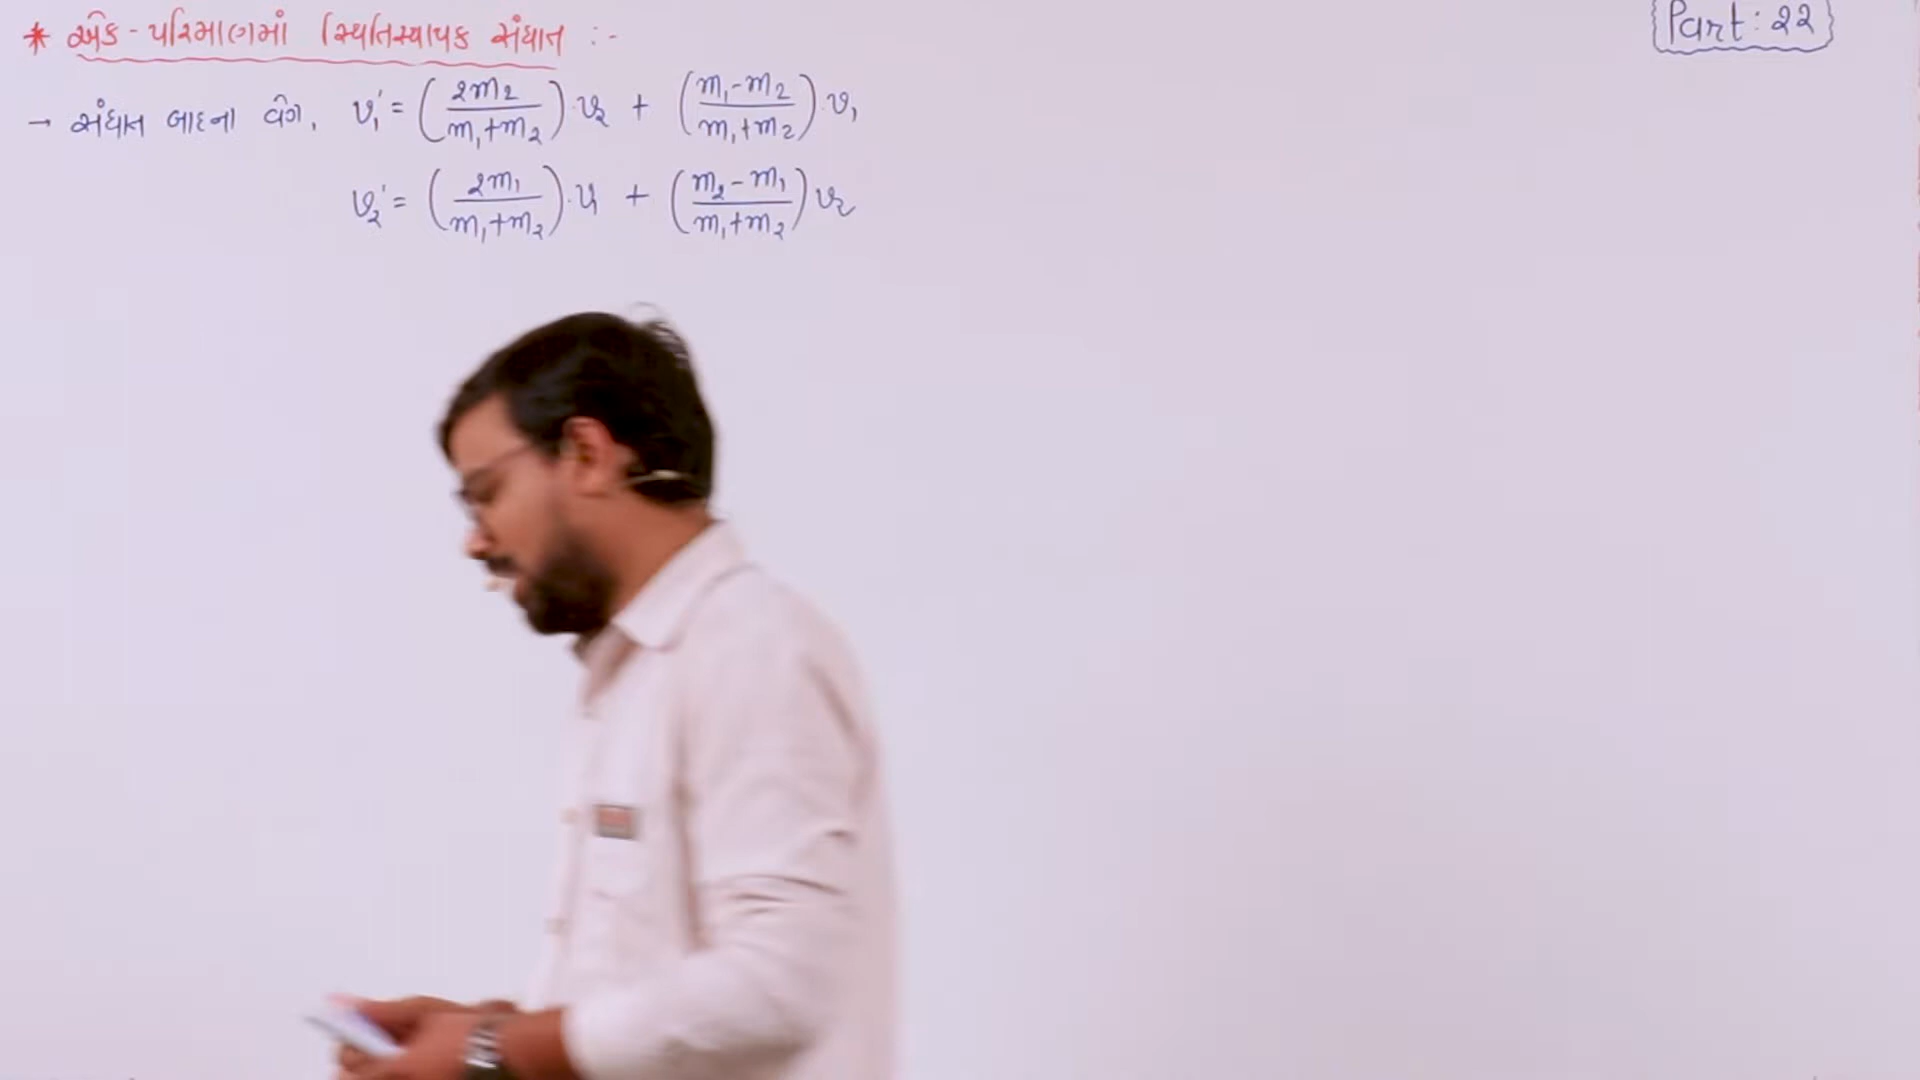 * એક - પરિમાણમાં સ્થિતિસ્થાપક સંઘાત :-
Part : 22
→ સંઘાત બાદના વેગ, v₁' = (2m₂ / m₁+m₂) · v₂ + (m₁-m₂ / m₁+m₂) · v₁
v₂' = (2m₁ / m₁+m₂) · v₁ + (m₂-m₁ / m₁+m₂) v₂